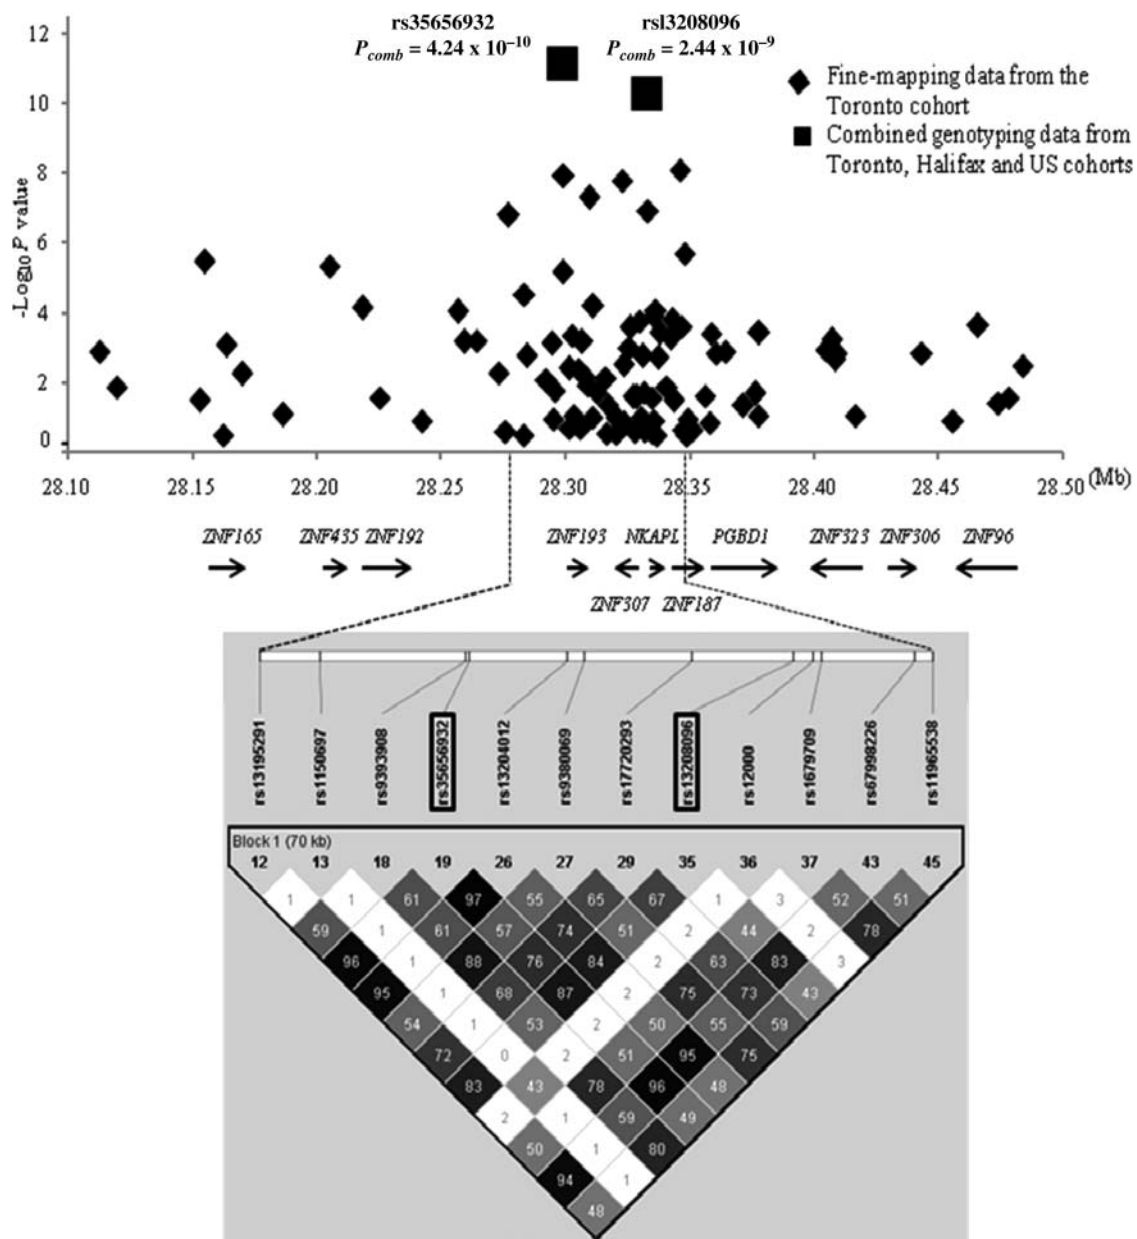 rs35656932
P_comb = 4.24 x 10⁻¹⁰
rsl3208096
P_comb = 2.44 x 10⁻⁹
Fine-mapping data from the
Toronto cohort
Combined genotyping data from
Toronto, Halifax and US cohorts
-Log10 P value
12
10
8
6
4
2
0
28.10 28.20 28.25 28.30 28.35 28.40 28.45 28.50 (Mb)
ZNF165 ZNF435 ZNF192 ZNF193 NKAPL PGBD1 ZNF323 ZNF306 ZNF96
ZNF307 ZNF187
rs13195291
rs1150697
rs9393908
rs35656932
rs13204012
rs9380069
rs17720293
rs13208096
rs12000
rs1679709
rs67998226
rs11965538
Block 1 (70 kb)
12 13 18 19 26 27 29 35 36 37 43 45
1 1 61 97 55 65 67 1 3 52 51
59 1 61 57 74 51 2 44 2 78
96 1 88 76 84 2 63 83 3
95 1 68 87 2 75 73 43
54 1 53 2 50 55 59
72 0 2 51 95 75
83 43 78 96 48
2 1 59 49
50 1 80
94 1
48